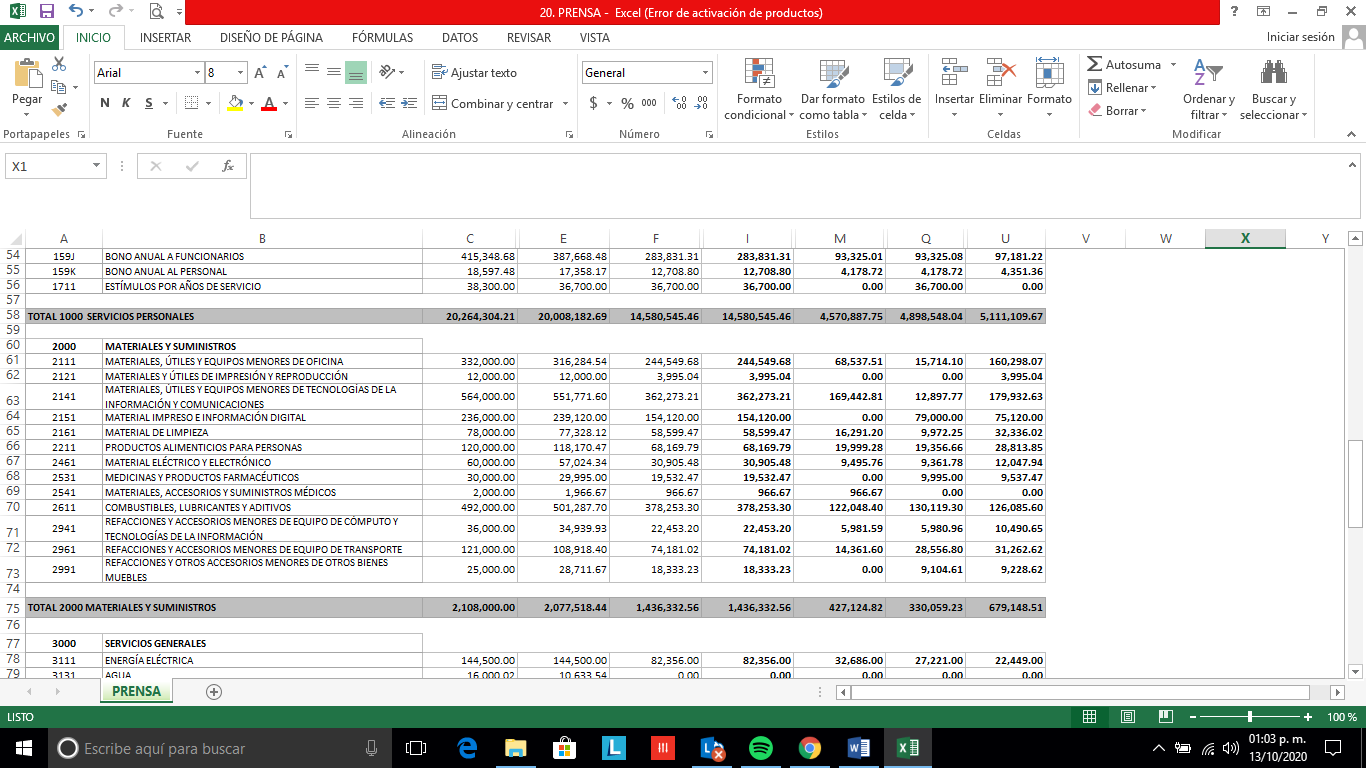 20. PRENSA - Excel (Error de activación de productos)
ARCHIVO INICIO INSERTAR DISEÑO DE PÁGINA FÓRMULAS DATOS REVISAR VISTA Iniciar sesión
Pegar
Portapapeles
Arial 8
N K S
Fuente
Ajustar texto
Combinar y centrar
Alineación
General
$ % 000
Número
Formato condicional
Dar formato como tabla
Estilos de celda
Estilos
Insertar Eliminar Formato
Celdas
Autosuma
Rellenar
Borrar
Ordenar y filtrar
Buscar y seleccionar
Modificar
X1 fx
A B C E F I M Q U V W X Y
54 159J BONO ANUAL A FUNCIONARIOS 415,348.68 387,668.48 283,831.31 283,831.31 93,325.01 93,325.08 97,181.22
55 159K BONO ANUAL AL PERSONAL 18,597.48 17,358.17 12,708.80 12,708.80 4,178.72 4,178.72 4,351.36
56 1711 ESTÍMULOS POR AÑOS DE SERVICIO 38,300.00 36,700.00 36,700.00 36,700.00 0.00 36,700.00 0.00
57
58 TOTAL 1000 SERVICIOS PERSONALES 20,264,304.21 20,008,182.69 14,580,545.46 14,580,545.46 4,570,887.75 4,898,548.04 5,111,109.67
59
60 2000 MATERIALES Y SUMINISTROS
61 2111 MATERIALES, ÚTILES Y EQUIPOS MENORES DE OFICINA 332,000.00 316,284.54 244,549.68 244,549.68 68,537.51 15,714.10 160,298.07
62 2121 MATERIALES Y ÚTILES DE IMPRESIÓN Y REPRODUCCIÓN 12,000.00 12,000.00 3,995.04 3,995.04 0.00 0.00 3,995.04
63 2141 MATERIALES, ÚTILES Y EQUIPOS MENORES DE TECNOLOGÍAS DE LA
INFORMACIÓN Y COMUNICACIONES 564,000.00 551,771.60 362,273.21 362,273.21 169,442.81 12,897.77 179,932.63
64 2151 MATERIAL IMPRESO E INFORMACIÓN DIGITAL 236,000.00 239,120.00 154,120.00 154,120.00 0.00 79,000.00 75,120.00
65 2161 MATERIAL DE LIMPIEZA 78,000.00 77,328.12 58,599.47 58,599.47 16,291.20 9,972.25 32,336.02
66 2211 PRODUCTOS ALIMENTICIOS PARA PERSONAS 120,000.00 118,170.47 68,169.79 68,169.79 19,999.28 19,356.66 28,813.85
67 2461 MATERIAL ELÉCTRICO Y ELECTRÓNICO 60,000.00 57,024.34 30,905.48 30,905.48 9,495.76 9,361.78 12,047.94
68 2531 MEDICINAS Y PRODUCTOS FARMACÉUTICOS 30,000.00 29,995.00 19,532.47 19,532.47 0.00 9,995.00 9,537.47
69 2541 MATERIALES, ACCESORIOS Y SUMINISTROS MÉDICOS 2,000.00 1,966.67 966.67 966.67 966.67 0.00 0.00
70 2611 COMBUSTIBLES, LUBRICANTES Y ADITIVOS 492,000.00 501,287.70 378,253.30 378,253.30 122,048.40 130,119.30 126,085.60
71 2941 REFACCIONES Y ACCESORIOS MENORES DE EQUIPO DE CÓMPUTO Y
TECNOLOGÍAS DE LA INFORMACIÓN 36,000.00 34,939.93 22,453.20 22,453.20 5,981.59 5,980.96 10,490.65
72 2961 REFACCIONES Y ACCESORIOS MENORES DE EQUIPO DE TRANSPORTE 121,000.00 108,918.40 74,181.02 74,181.02 14,361.60 28,556.80 31,262.62
73 2991 REFACCIONES Y OTROS ACCESORIOS MENORES DE OTROS BIENES
MUEBLES 25,000.00 28,711.67 18,333.23 18,333.23 0.00 9,104.61 9,228.62
74
75 TOTAL 2000 MATERIALES Y SUMINISTROS 2,108,000.00 2,077,518.44 1,436,332.56 1,436,332.56 427,124.82 330,059.23 679,148.51
76
77 3000 SERVICIOS GENERALES
78 3111 ENERGÍA ELÉCTRICA 144,500.00 144,500.00 82,356.00 82,356.00 32,686.00 27,221.00 22,449.00
79 3131 AGUA 16,000.02 10,633.54 0.00 0.00 0.00 0.00 0.00
PRENSA
LISTO 100 %
Escribe aquí para buscar
01:03 p. m.
13/10/2020